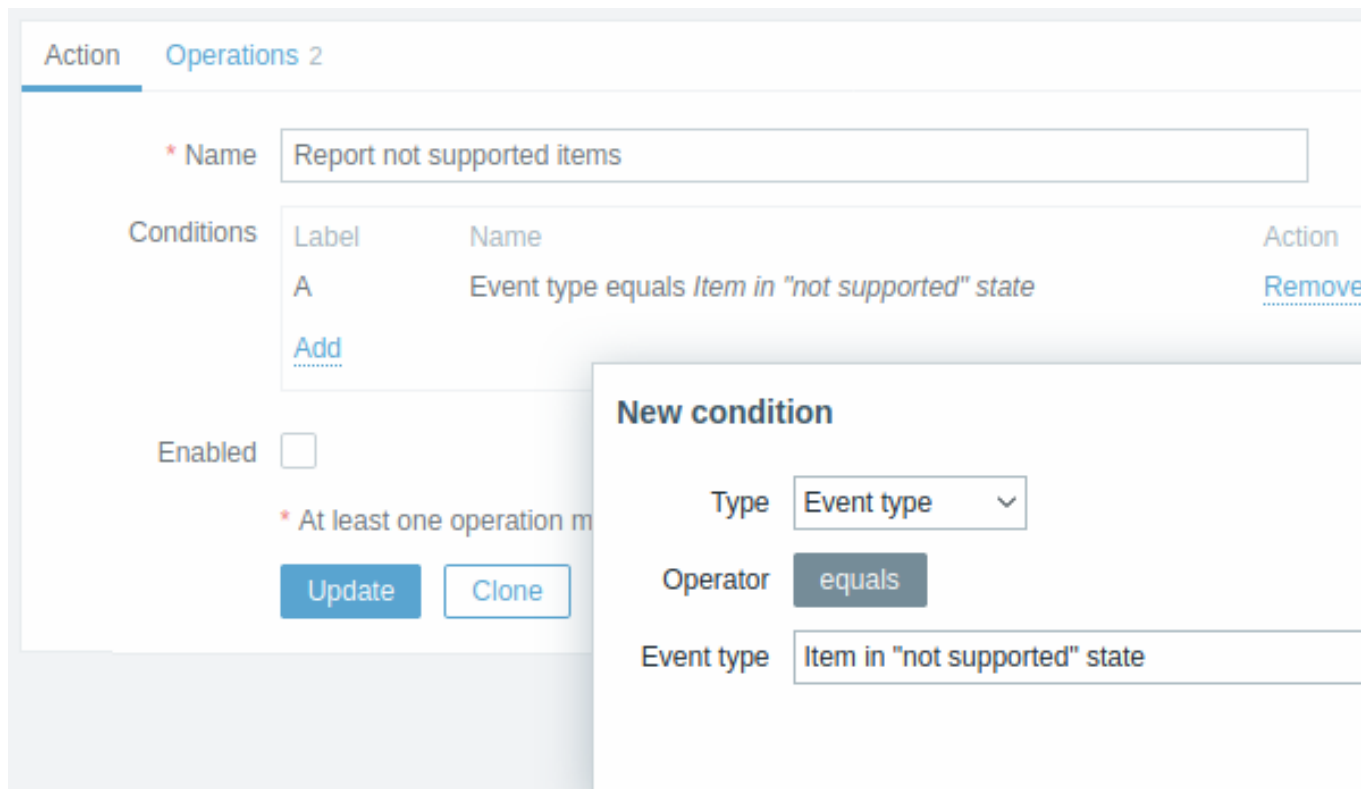 Action Operations 2
* Name Report not supported items
Conditions Label Name Action
A Event type equals Item in "not supported" state Remove
Add
New condition
Enabled
Type Event type
* At least one operation m
Operator equals
Update Clone
Event type Item in "not supported" state